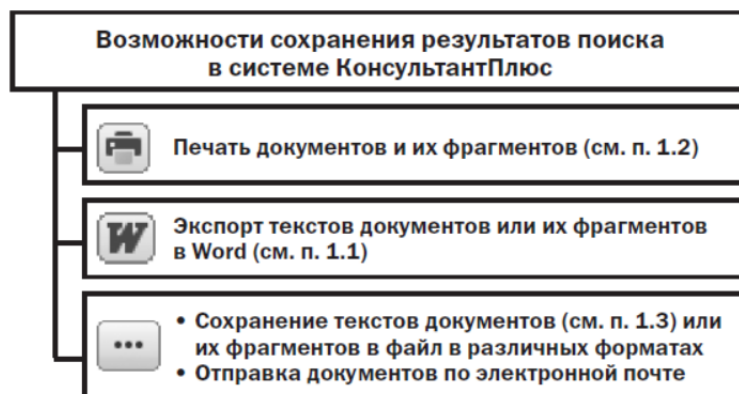 Возможности сохранения результатов поиска
в системе КонсультантПлюс
Печать документов и их фрагментов (см. п. 1.2)
W
Экспорт текстов документов или их фрагментов
в Word (см. п. 1.1)
• Сохранение текстов документов (см. п. 1.3) или
их фрагментов в файл в различных форматах
• Отправка документов по электронной почте